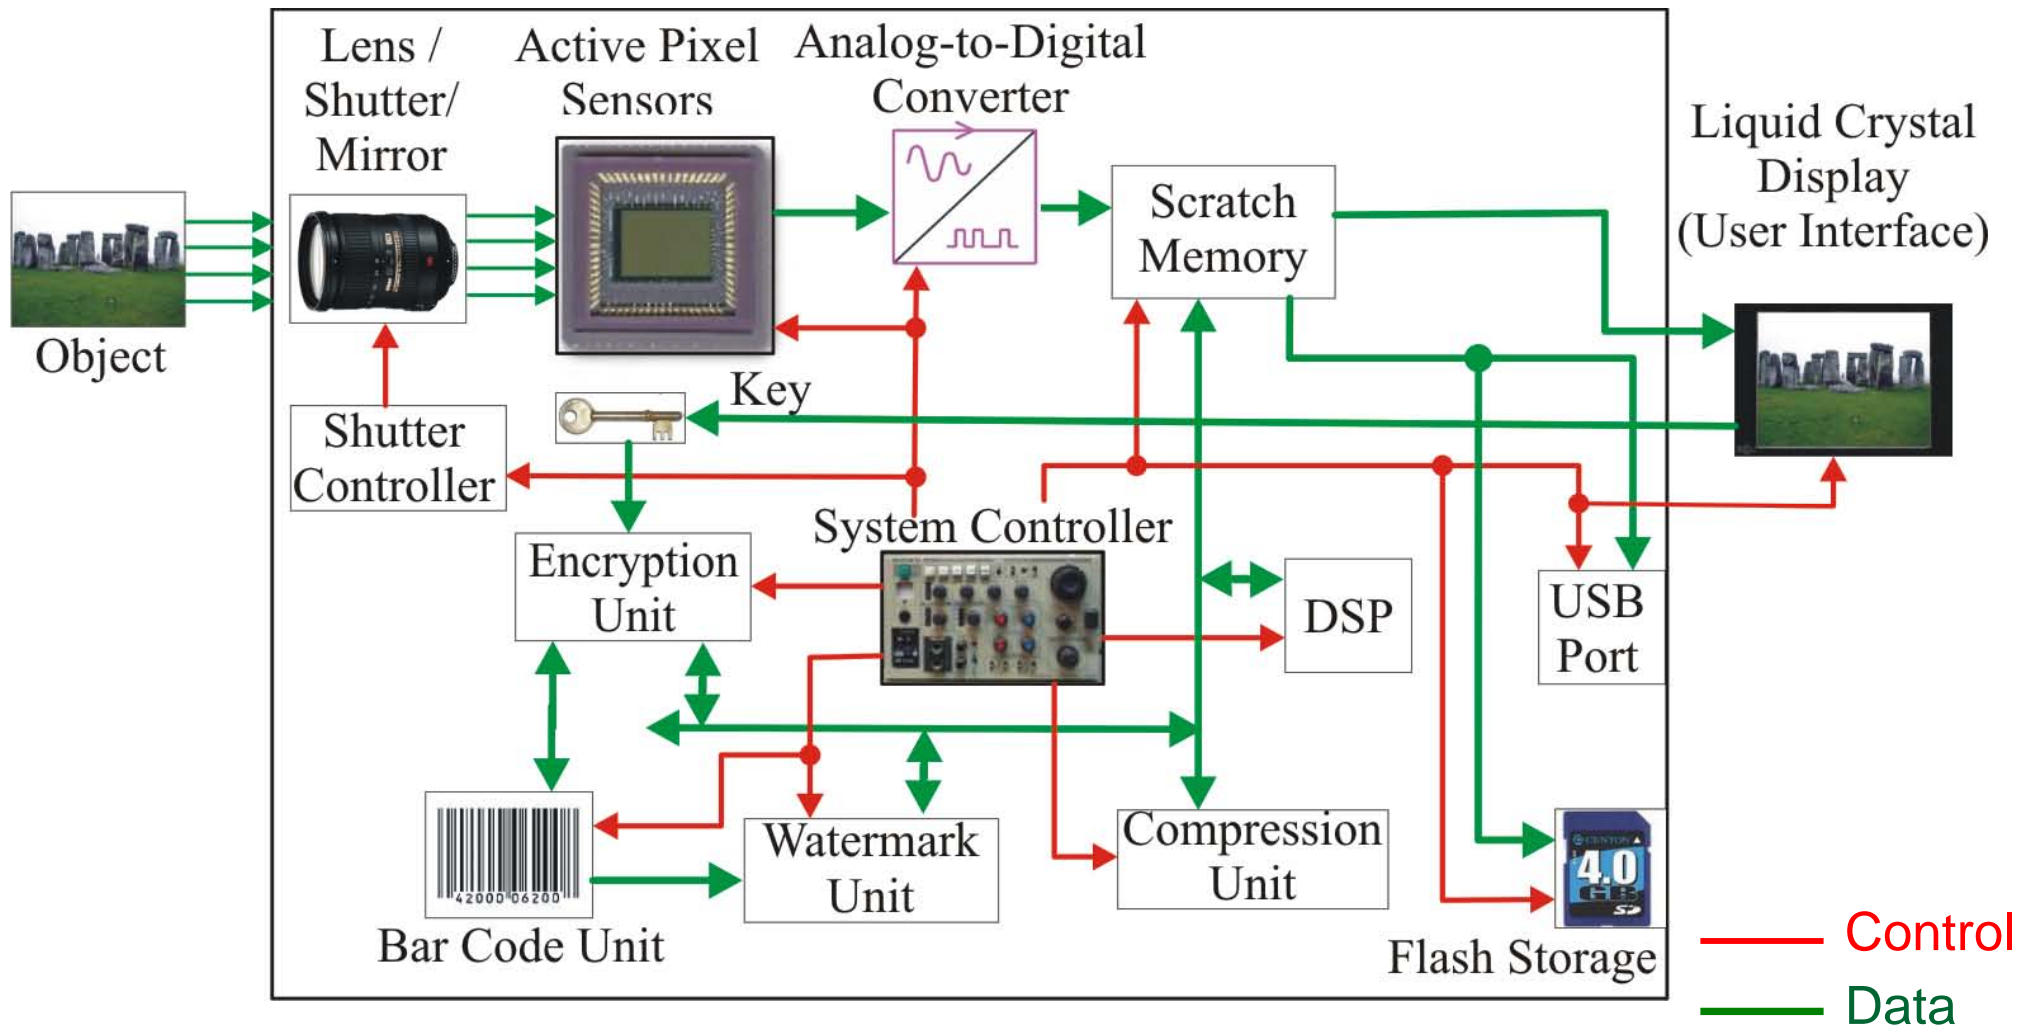 Lens /
Shutter/
Mirror
Active Pixel
Sensors
Analog-to-Digital
Converter
Scratch
Memory
Liquid Crystal
Display
(User Interface)
Object
Key
Shutter
Controller
System Controller
Encryption
Unit
DSP
USB
Port
Watermark
Unit
Compression
Unit
42000 06200
Bar Code Unit
CENTON
4.0
GB
SD
Flash Storage
Control
Data